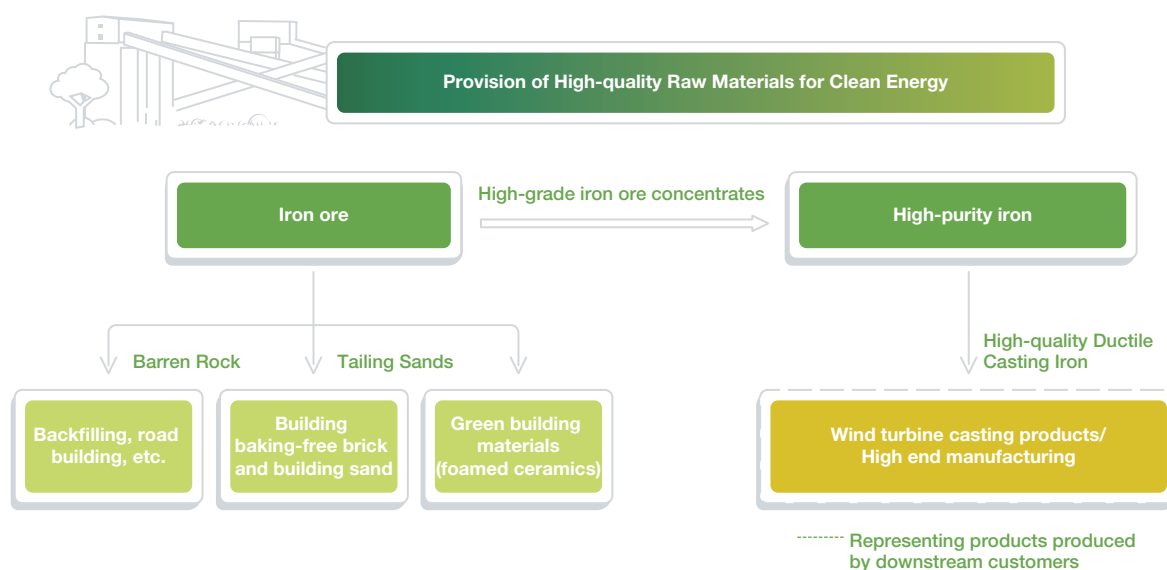 Provision of High-quality Raw Materials for Clean Energy
Iron ore
High-grade iron ore concentrates
High-purity iron
Barren Rock
Tailing Sands
High-quality Ductile
Casting Iron
Backfilling, road
building, etc.
Building
baking-free brick
and building sand
Green building
materials
(foamed ceramics)
Wind turbine casting products/
High end manufacturing
Representing products produced
by downstream customers